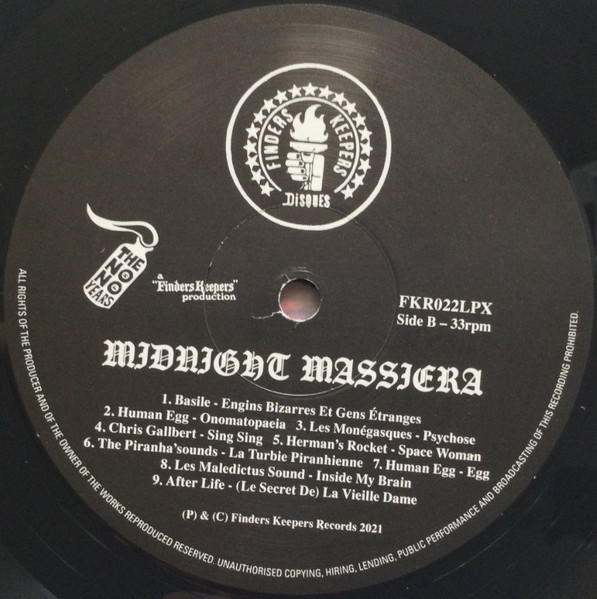 FINDERS KEEPERS
DiSQUES
THE
NO
NO
YEARS
a
"Finders Keepers"
production
FKR022LPX
Side B – 33rpm
MIDNIGHT MASSIERA
1. Basile - Engins Bizarres Et Gens Étranges
2. Human Egg - Onomatopaeia 3. Les Monégasques - Psychose
4. Chris Gallbert - Sing Sing 5. Herman's Rocket - Space Woman
6. The Piranha'sounds - La Turbie Piranhienne 7. Human Egg - Egg
8. Les Maledictus Sound - Inside My Brain
9. After Life - (Le Secret De) La Vieille Dame
(P) & (C) Finders Keepers Records 2021
ALL RIGHTS OF THE PRODUCER AND OF THE OWNER OF THE WORKS REPRODUCED RESERVED. UNAUTHORISED COPYING, HIRING, LENDING, PUBLIC PERFORMANCE AND BROADCASTING OF THIS RECORDING PROHIBITED.